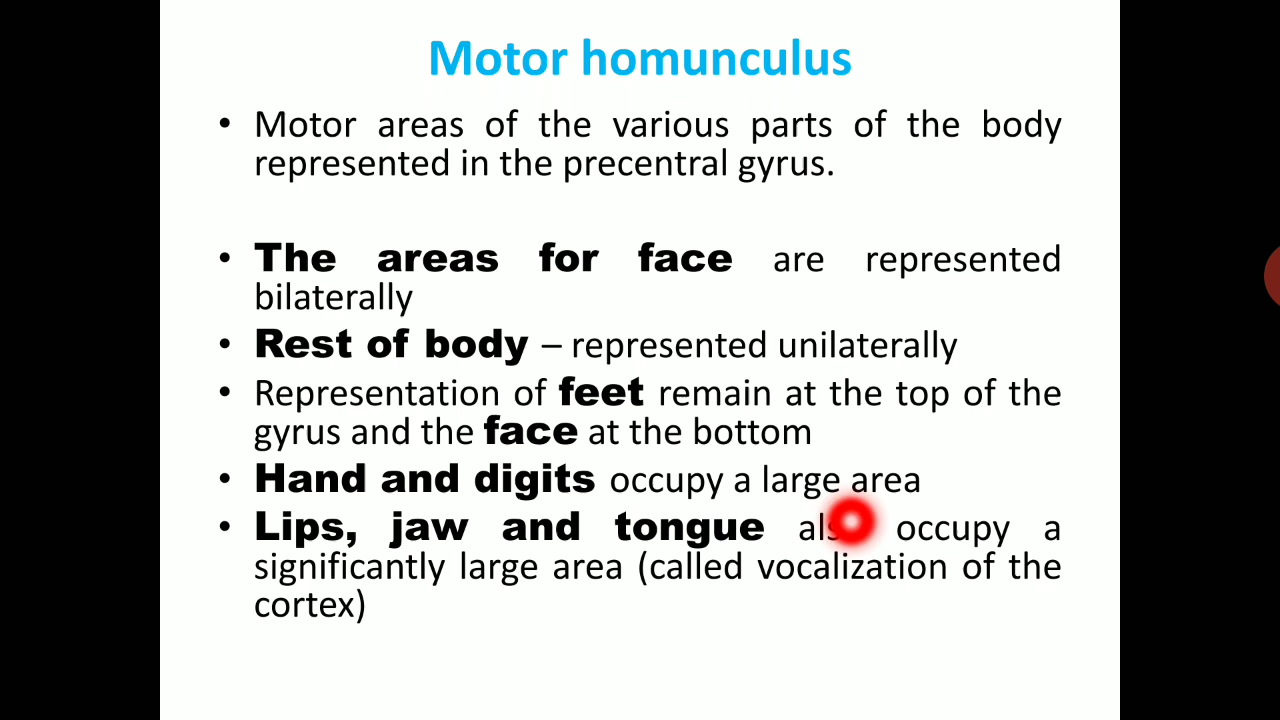 Motor homunculus
• Motor areas of the various parts of the body
represented in the precentral gyrus.
• The areas for face are represented
bilaterally
• Rest of body – represented unilaterally
• Representation of feet remain at the top of the
gyrus and the face at the bottom
• Hand and digits occupy a large area
• Lips, jaw and tongue also occupy a
significantly large area (called vocalization of the
cortex)